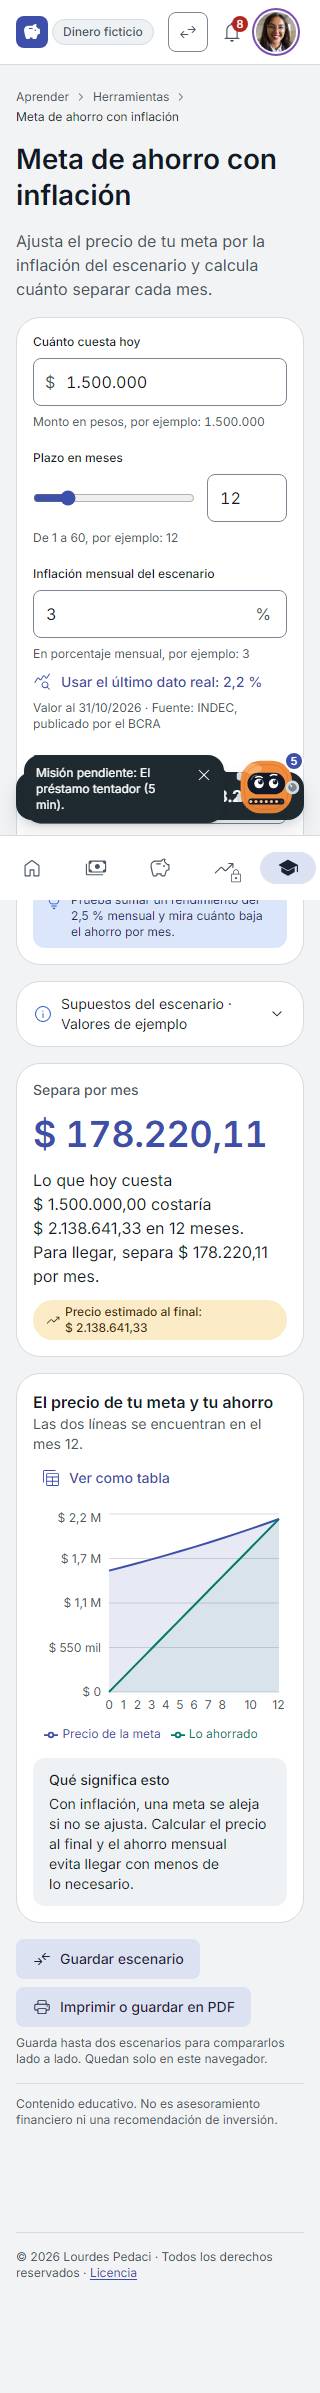 Dinero ficticio
8
Aprender
Herramientas
Meta de ahorro con inflación
Meta de ahorro con
inflación
Ajusta el precio de tu meta por la
inflación del escenario y calcula
cuánto separar cada mes.
Cuánto cuesta hoy
$ 1.500.000
Monto en pesos, por ejemplo: 1.500.000
Plazo en meses
12
De 1 a 60, por ejemplo: 12
Inflación mensual del escenario
3 %
En porcentaje mensual, por ejemplo: 3
Usar el último dato real: 2,2 %
Valor al 31/10/2026 · Fuente: INDEC,
publicado por el BCRA
Misión pendiente: El
préstamo tentador (5
min).
5
Prueba sumar un rendimiento del
2,5 % mensual y mira cuánto baja
el ahorro por mes.
Supuestos del escenario ·
Valores de ejemplo
Separa por mes
$ 178.220,11
Lo que hoy cuesta
$ 1.500.000,00 costaría
$ 2.138.641,33 en 12 meses.
Para llegar, separa $ 178.220,11
por mes.
Precio estimado al final:
$ 2.138.641,33
El precio de tu meta y tu ahorro
Las dos líneas se encuentran en el
mes 12.
Ver como tabla
$ 2,2 M
$ 1,7 M
$ 1,1 M
$ 550 mil
$ 0
0 1 2 3 4 5 6 7 8 10 12
Precio de la meta Lo ahorrado
Qué significa esto
Con inflación, una meta se aleja
si no se ajusta. Calcular el precio
al final y el ahorro mensual
evita llegar con menos de
lo necesario.
Guardar escenario
Imprimir o guardar en PDF
Guarda hasta dos escenarios para compararlos
lado a lado. Quedan solo en este navegador.
Contenido educativo. No es asesoramiento
financiero ni una recomendación de inversión.
© 2026 Lourdes Pedaci · Todos los derechos
reservados · Licencia